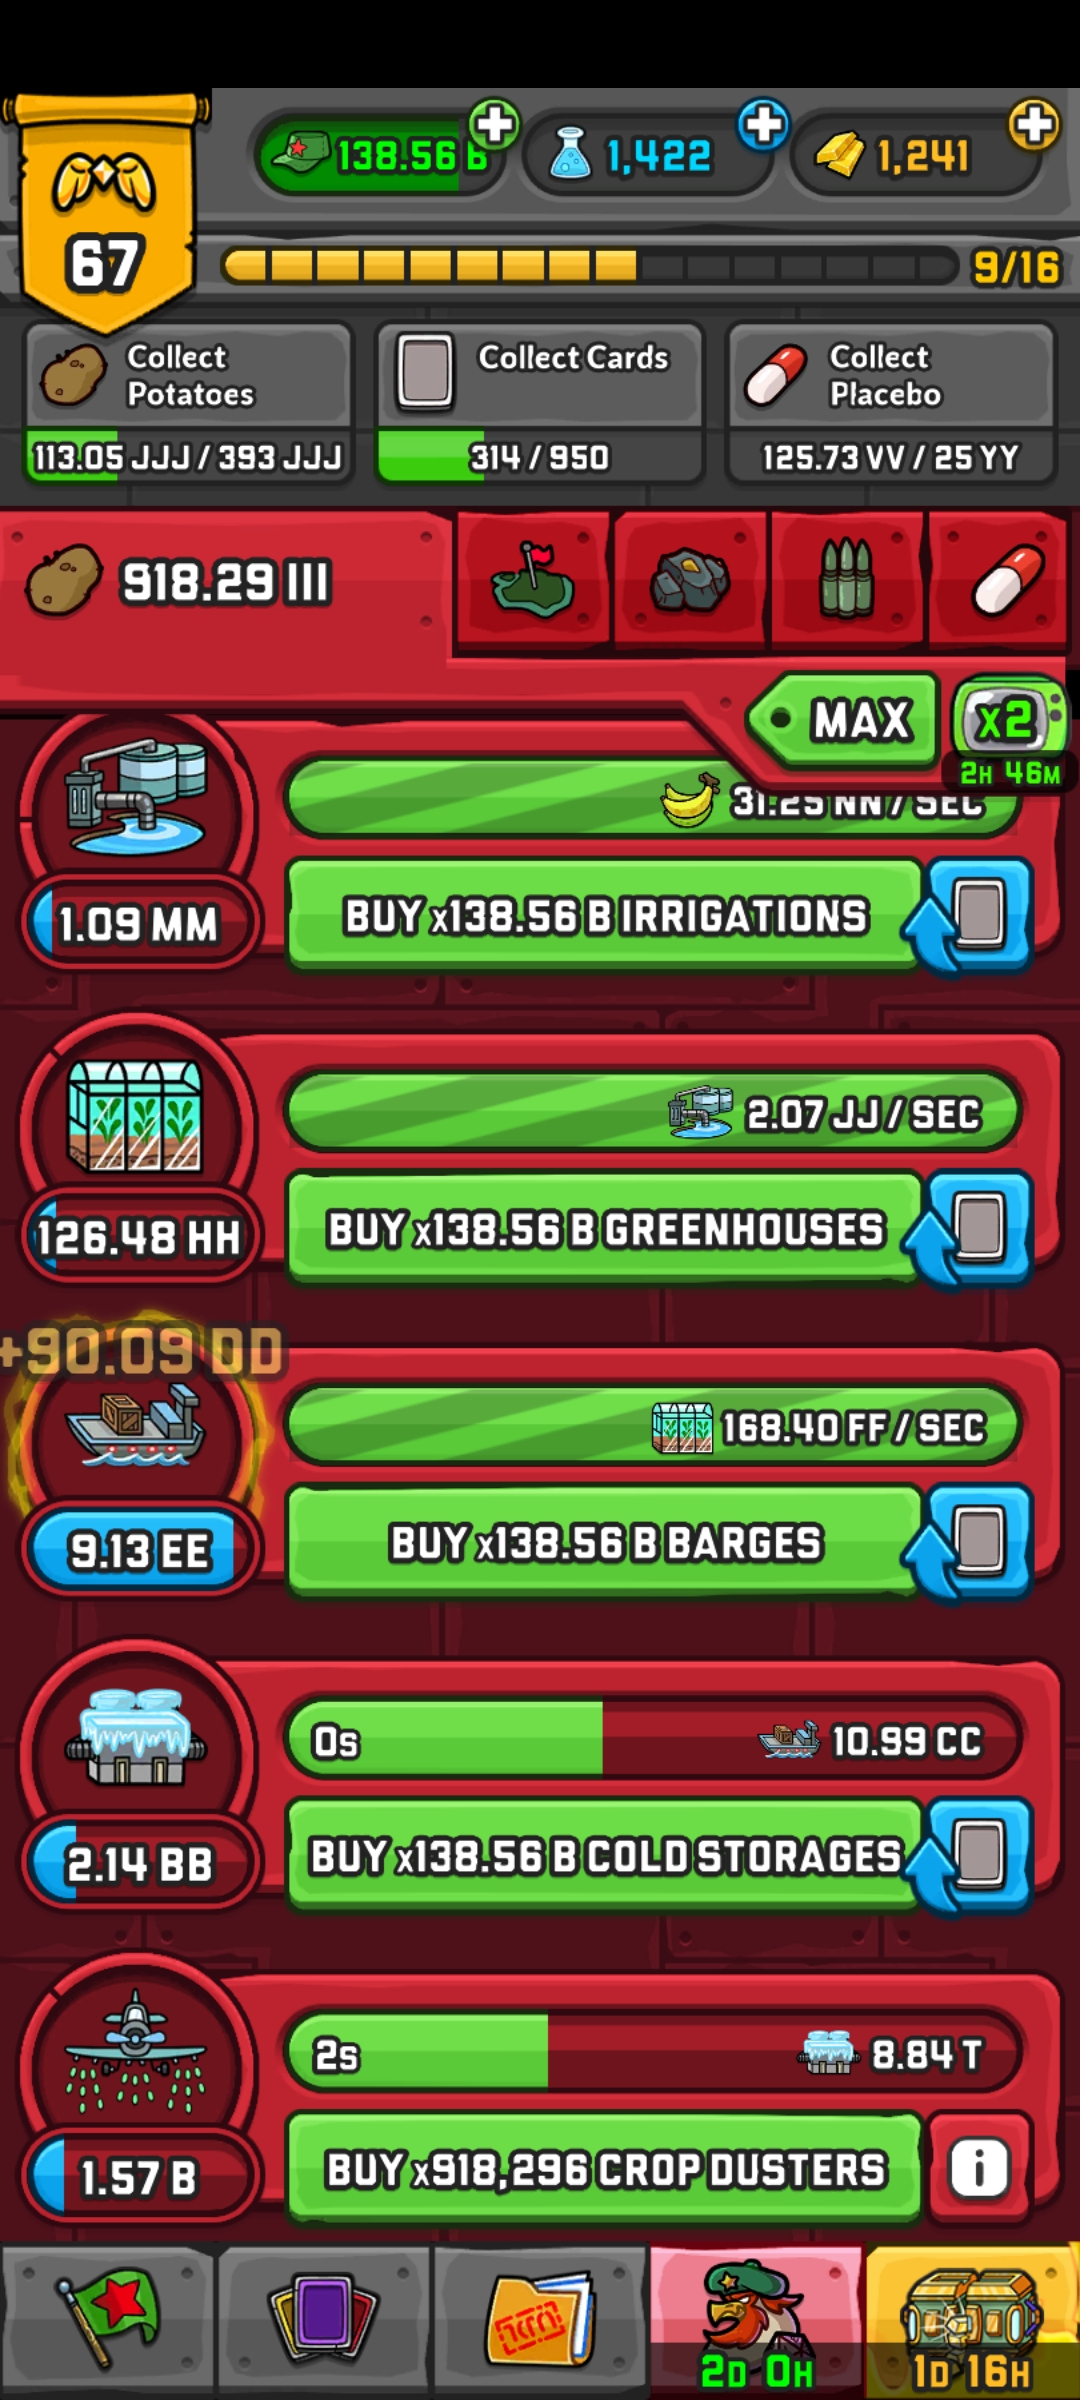 138.56 B
1,422
1,241
67
9/16
Collect
Potatoes
113.05 JJJ / 393 JJJ
Collect Cards
314 / 950
Collect
Placebo
125.73 VV / 25 YY
918.29 III
MAX
x2
2H 46M
31.25 NN / SEC
1.09 MM
BUY x138.56 B IRRIGATIONS
2.07 JJ / SEC
126.48 HH
BUY x138.56 B GREENHOUSES
+90.09 DD
168.40 FF / SEC
9.13 EE
BUY x138.56 B BARGES
0s
10.99 CC
2.14 BB
BUY x138.56 B COLD STORAGES
2s
8.84 T
1.57 B
BUY x918,296 CROP DUSTERS
i
2D 0H
1D 16H